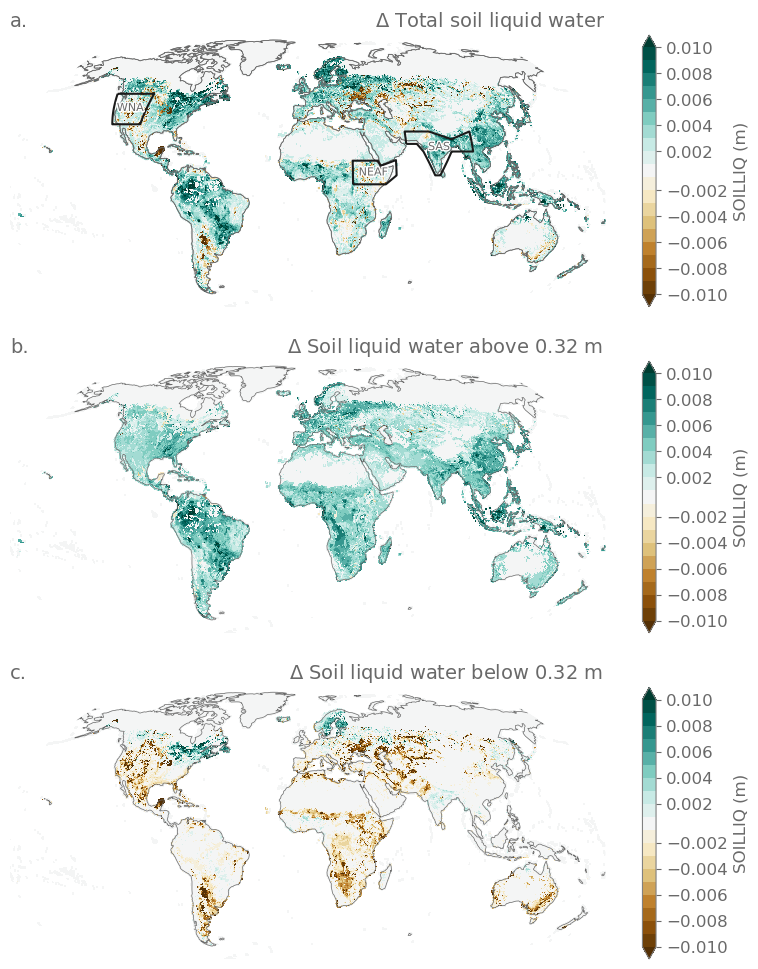 a.
Δ Total soil liquid water
WNA
SAS
NEAF
0.010
0.008
0.006
0.004
0.002
−0.002
−0.004
−0.006
−0.008
−0.010
SOILLIQ (m)
b.
Δ Soil liquid water above 0.32 m
0.010
0.008
0.006
0.004
0.002
−0.002
−0.004
−0.006
−0.008
−0.010
SOILLIQ (m)
c.
Δ Soil liquid water below 0.32 m
0.010
0.008
0.006
0.004
0.002
−0.002
−0.004
−0.006
−0.008
−0.010
SOILLIQ (m)